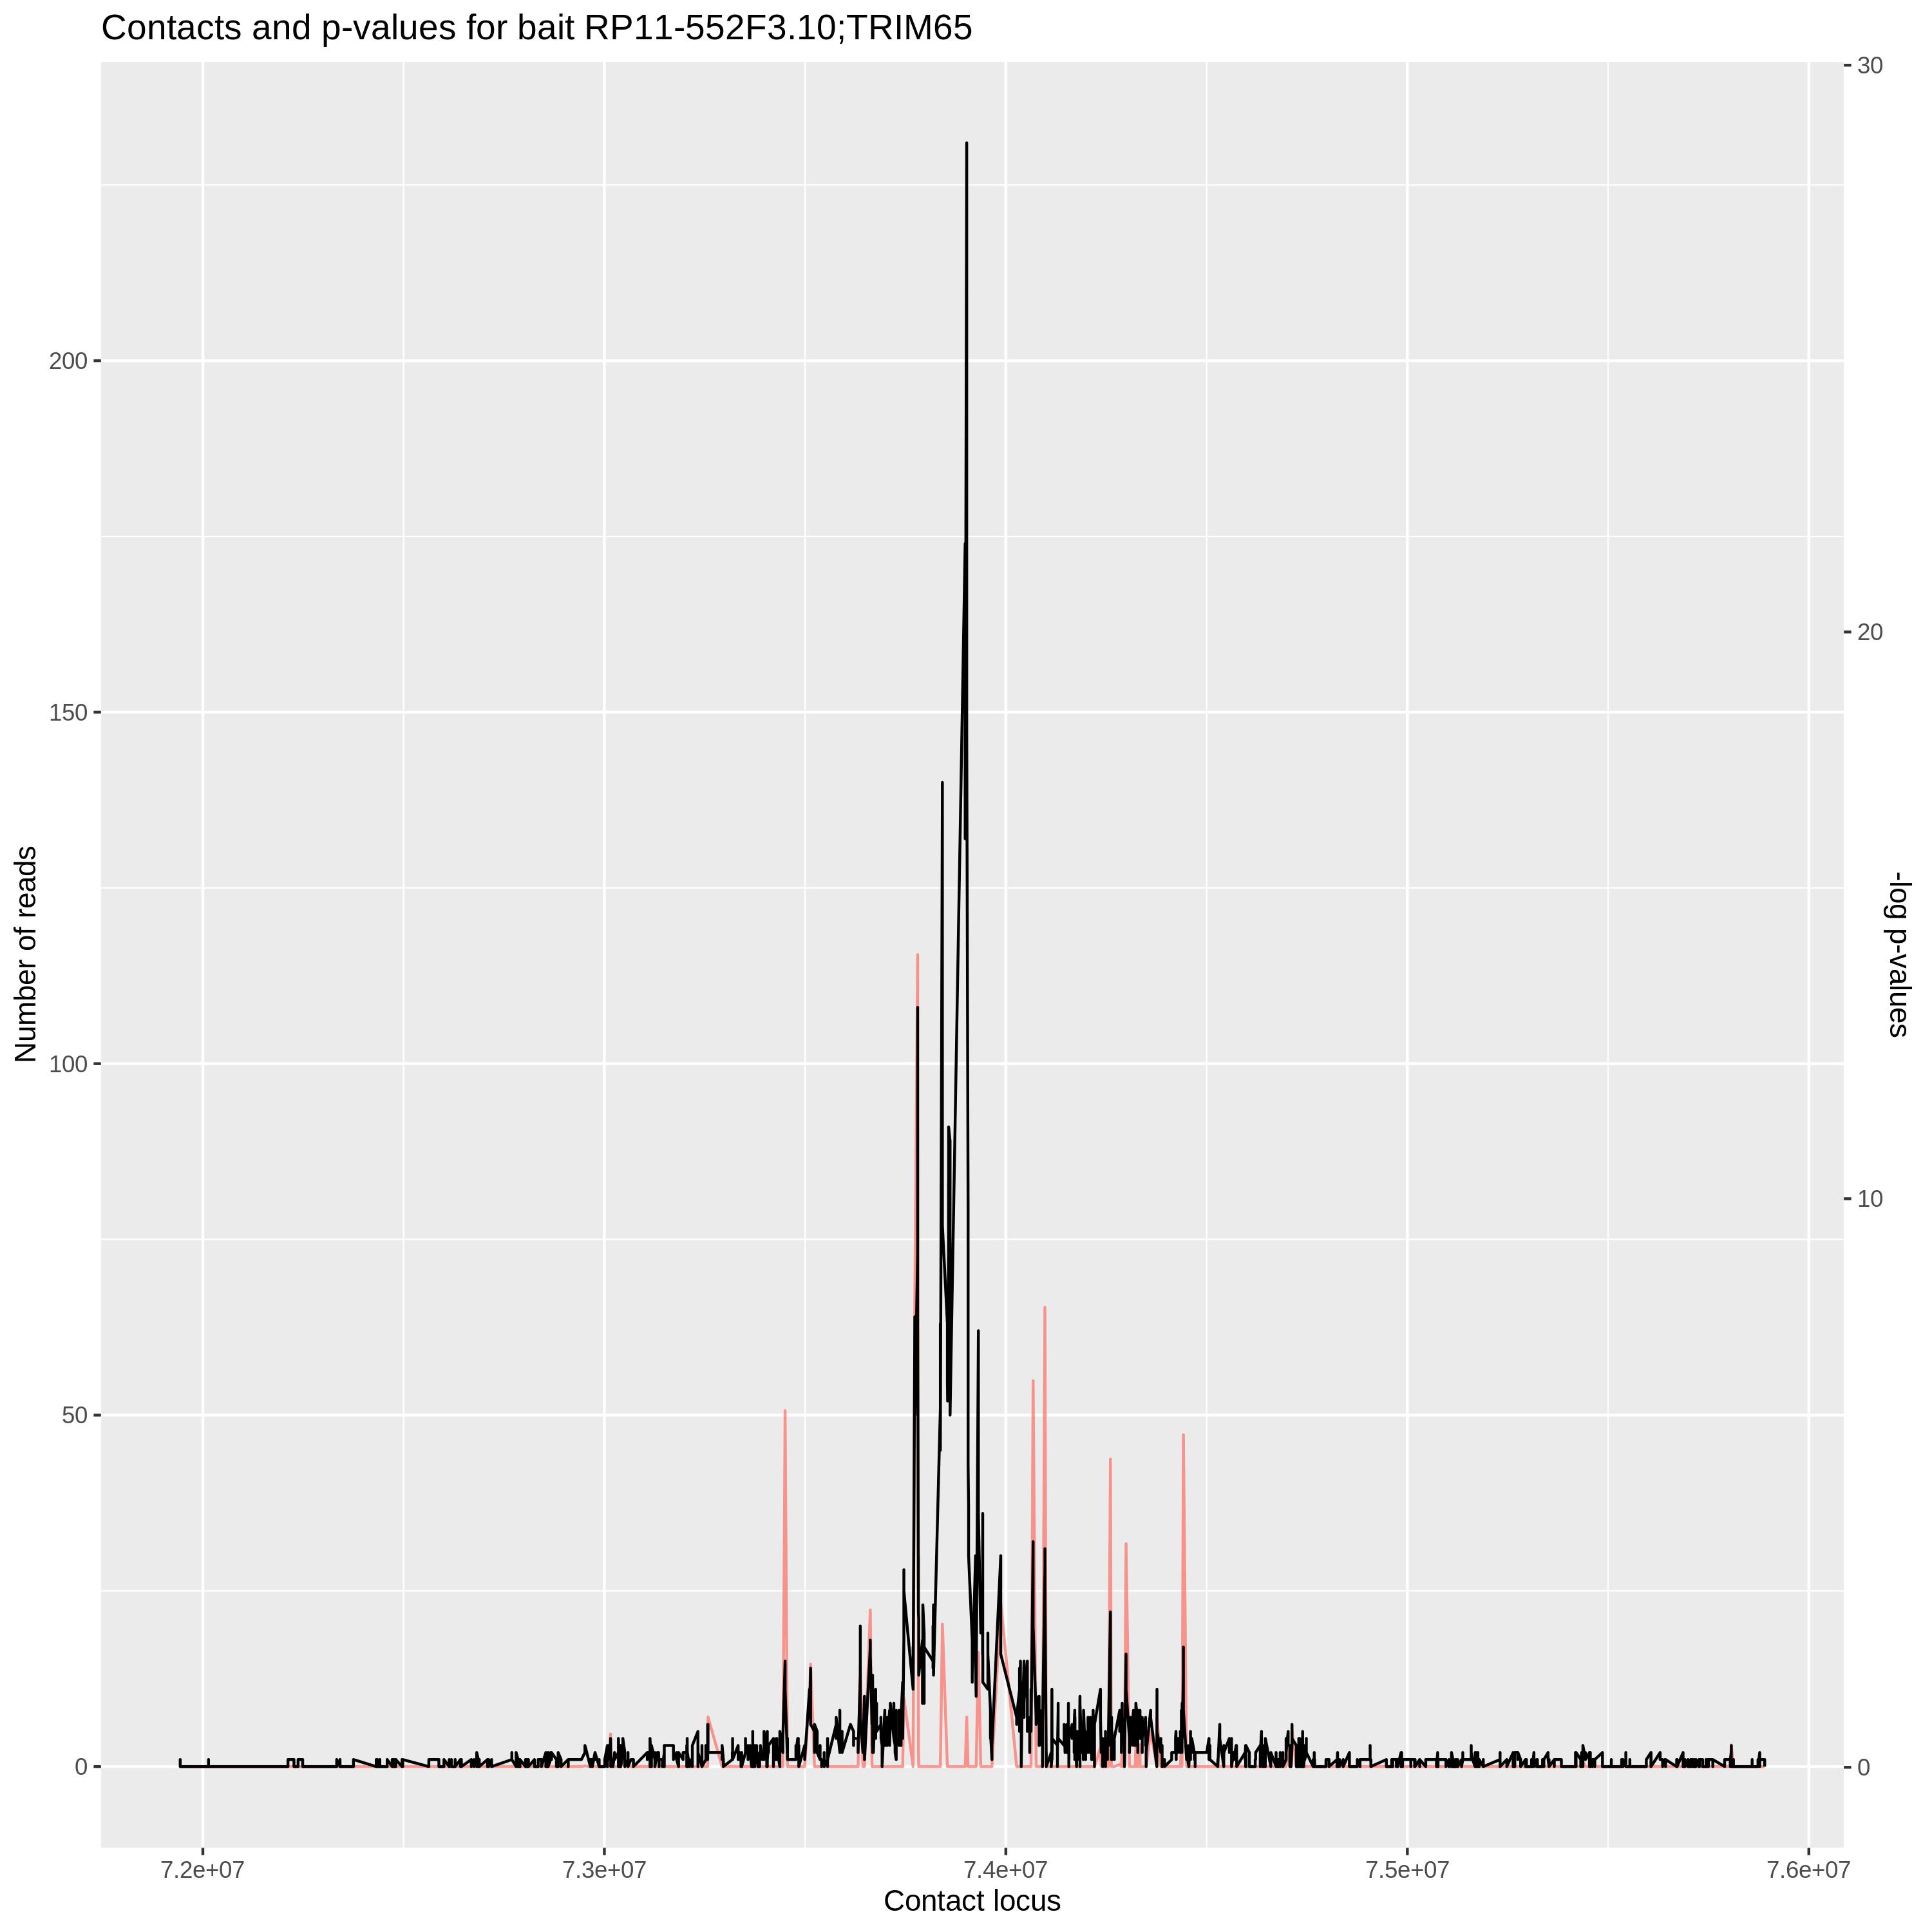 Contacts and p-values for bait RP11-552F3.10;TRIM65
30
200
20
150
Number of reads
-log p-values
100
10
50
0
0
7.2e+07 7.3e+07 7.4e+07 7.5e+07 7.6e+07
Contact locus